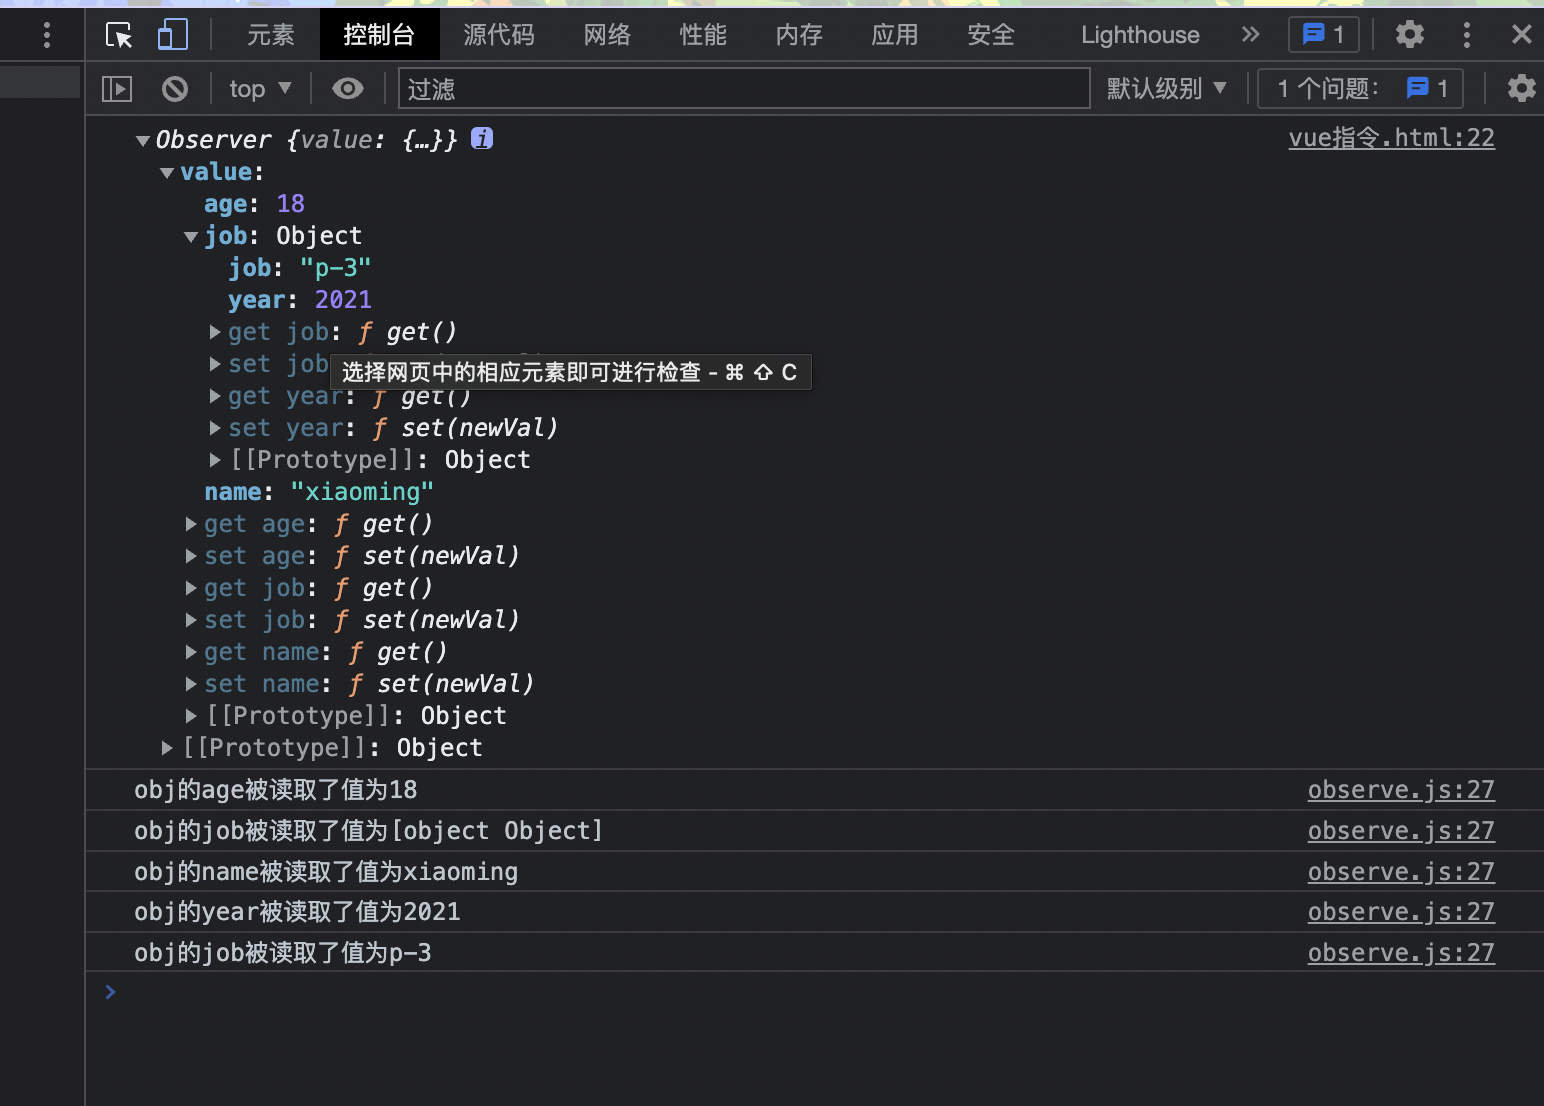 元素 控制台 源代码 网络 性能 内存 应用 安全 Lighthouse » 1
top 过滤 默认级别 1 个问题： 1
Observer {value: {…}} i vue指令.html:22
value:
age: 18
job: Object
job: "p-3"
year: 2021
get job: ƒ get()
set job
选择网页中的相应元素即可进行检查 - ⌘ ⇧ C
get year: ƒ get()
set year: ƒ set(newVal)
[[Prototype]]: Object
name: "xiaoming"
get age: ƒ get()
set age: ƒ set(newVal)
get job: ƒ get()
set job: ƒ set(newVal)
get name: ƒ get()
set name: ƒ set(newVal)
[[Prototype]]: Object
[[Prototype]]: Object
obj的age被读取了值为18 observe.js:27
obj的job被读取了值为[object Object] observe.js:27
obj的name被读取了值为xiaoming observe.js:27
obj的year被读取了值为2021 observe.js:27
obj的job被读取了值为p-3 observe.js:27